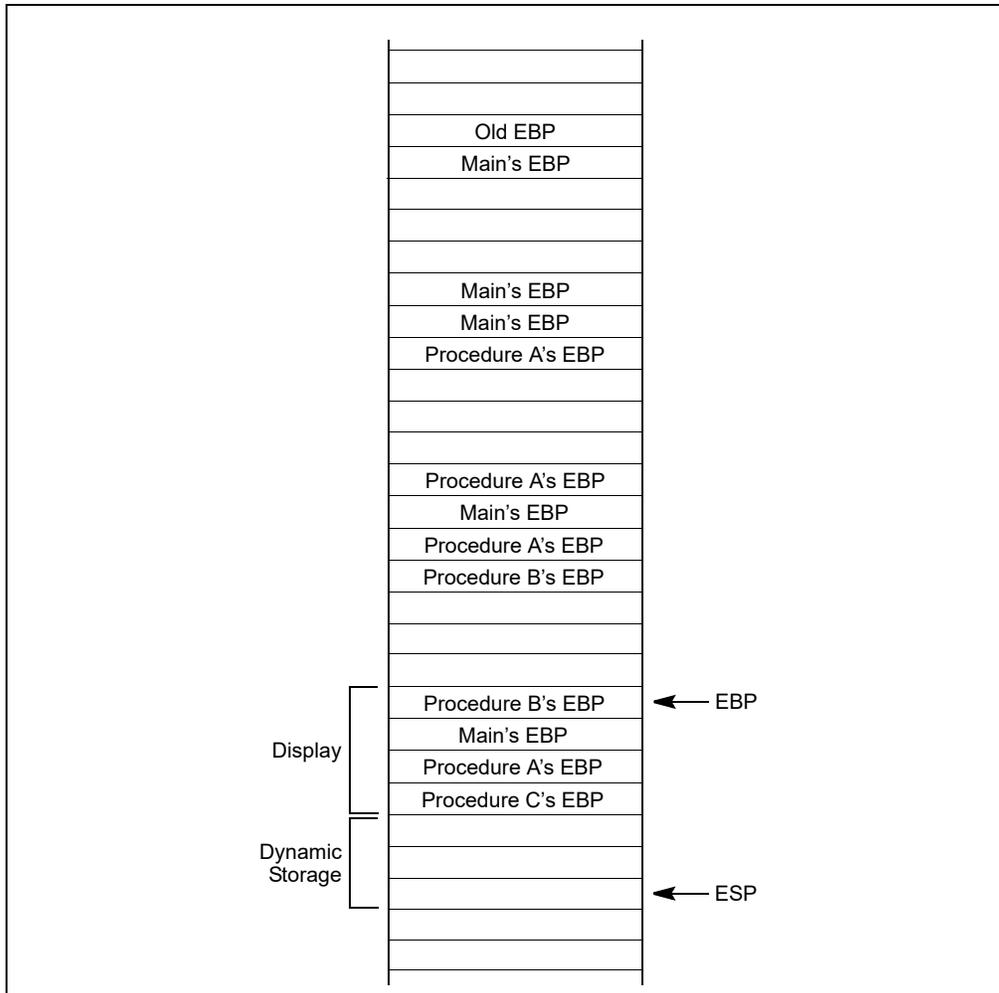 Old EBP
Main’s EBP
Main’s EBP
Main’s EBP
Procedure A’s EBP
Procedure A’s EBP
Main’s EBP
Procedure A’s EBP
Procedure B’s EBP
Procedure B’s EBP
EBP
Main’s EBP
Display
Procedure A’s EBP
Procedure C’s EBP
Dynamic
Storage
ESP